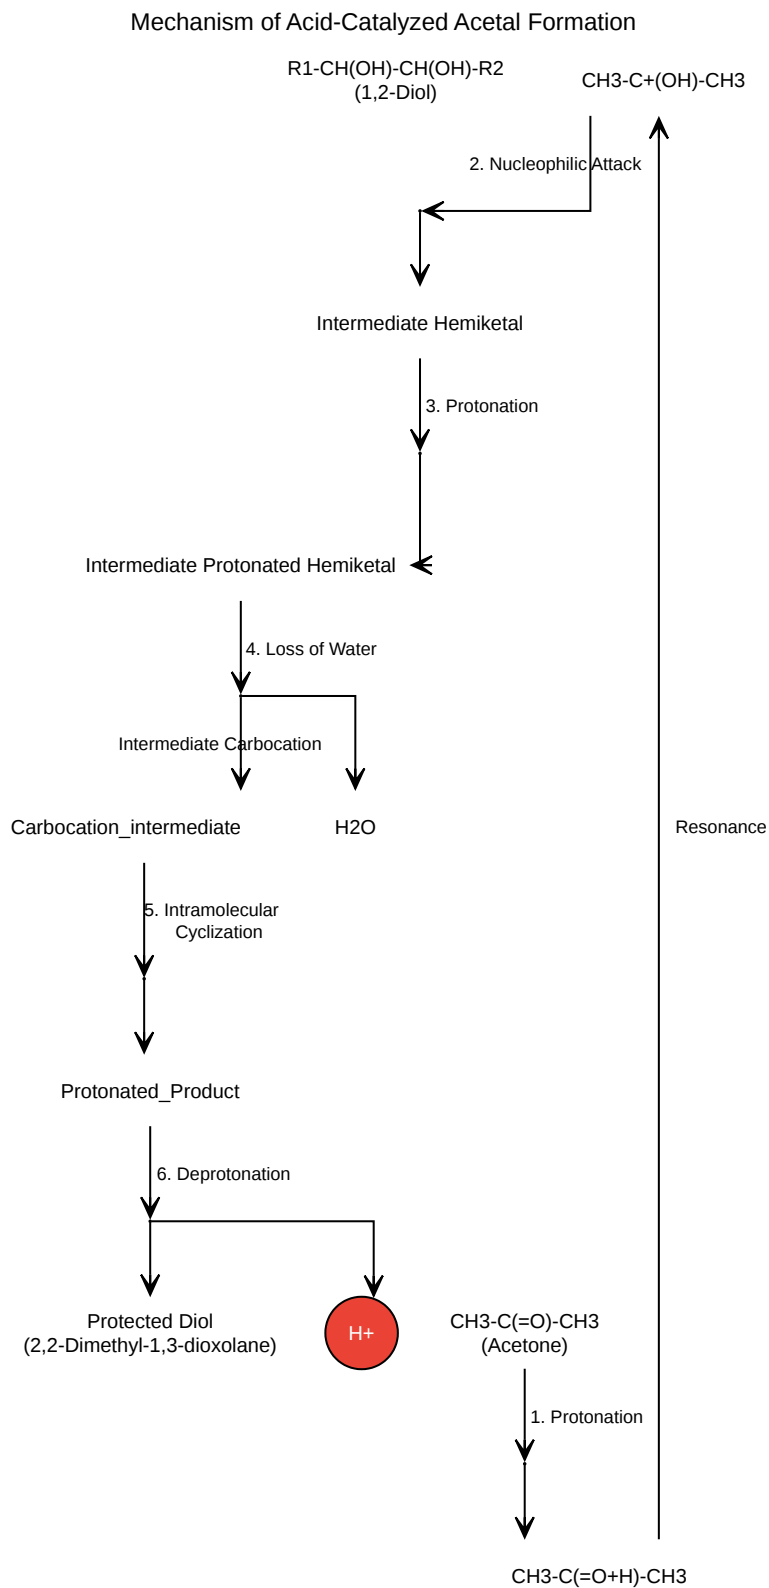 Mechanism of Acid-Catalyzed Acetal Formation
R1-CH(OH)-CH(OH)-R2
(1,2-Diol)
CH3-C+(OH)-CH3
2. Nucleophilic Attack
Intermediate Hemiketal
3. Protonation
Intermediate Protonated Hemiketal
4. Loss of Water
Intermediate Carbocation
Carbocation_intermediate
H2O
Resonance
5. Intramolecular
Cyclization
Protonated_Product
6. Deprotonation
Protected Diol
(2,2-Dimethyl-1,3-dioxolane)
H+
CH3-C(=O)-CH3
(Acetone)
1. Protonation
CH3-C(=O+H)-CH3